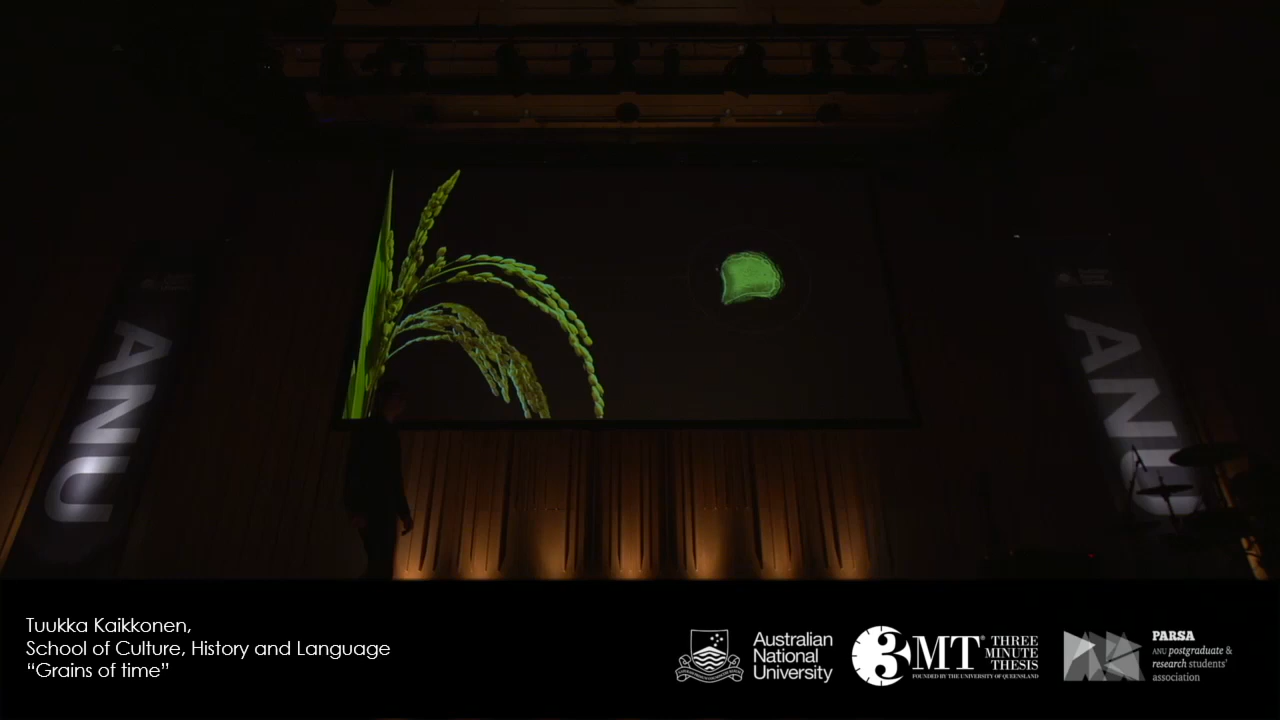 ANU
ANU
Tuukka Kaikkonen,
School of Culture, History and Language
“Grains of time”
Australian
National
University
3MT® THREE
MINUTE
THESIS
FOUNDED BY THE UNIVERSITY OF QUEENSLAND
PARSA
ANU postgraduate &
research students'
association